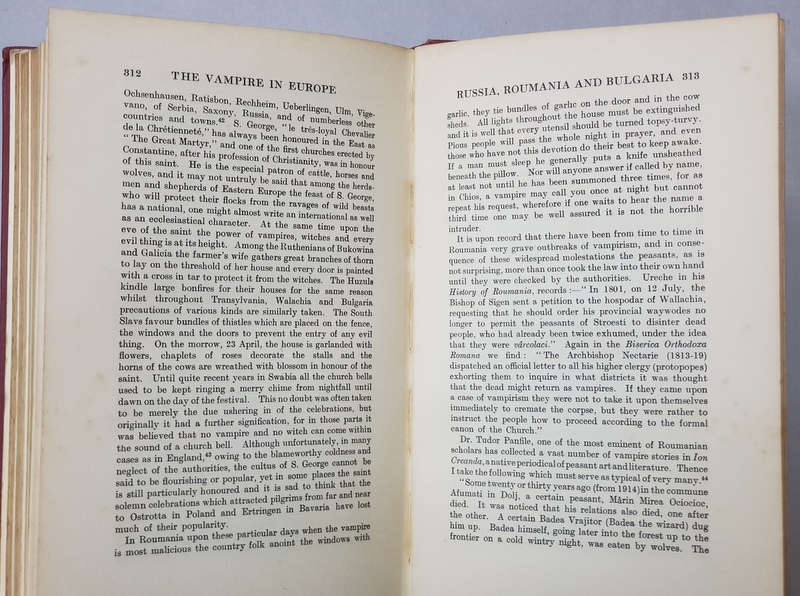 312 THE VAMPIRE IN EUROPE
Ochsenhausen, Ratisbon, Rechheim, Ueberlingen, Ulm, Vige-
vano, of Serbia, Saxony, Russia, and of numberless other
countries and towns.42 S. George, "le trés-loyal Chevalier
de la Chrétienneté," has always been honoured in the East as
"The Great Martyr," and one of the first churches erected by
Constantine, after his profession of Christianity, was in honour
of this saint. He is the especial patron of cattle, horses and
wolves, and it may not untruly be said that among the herds-
men and shepherds of Eastern Europe the feast of S. George,
who will protect their flocks from the ravages of wild beasts
has a national, one might almost write an international as well
as an ecclesiastical character. At the same time upon the
eve of the saint the power of vampires, witches and every
evil thing is at its height. Among the Ruthenians of Bukowina
and Galicia the farmer's wife gathers great branches of thorn
to lay on the threshold of her house and every door is painted
with a cross in tar to protect it from the witches. The Huzuls
kindle large bonfires for their houses for the same reason
whilst throughout Transylvania, Walachia and Bulgaria
precautions of various kinds are similarly taken. The South
Slavs favour bundles of thistles which are placed on the fence,
the windows and the doors to prevent the entry of any evil
thing. On the morrow, 23 April, the house is garlanded with
flowers, chaplets of roses decorate the stalls and the
horns of the cows are wreathed with blossom in honour of the
saint. Until quite recent years in Swabia all the church bells
used to be kept ringing a merry chime from nightfall until
dawn on the day of the festival. This no doubt was often taken
to be merely the due ushering in of the celebrations, but
originally it had a further signification, for in those parts it
was believed that no vampire and no witch can come within
the sound of a church bell. Although unfortunately, in many
cases as in England,43 owing to the blameworthy coldness and
neglect of the authorities, the cultus of S. George cannot be
said to be flourishing or popular, yet in some places the saint
is still particularly honoured and it is sad to think that the
solemn celebrations which attracted pilgrims from far and near
to Ostrotta in Poland and Ertringen in Bavaria have lost
much of their popularity.
In Roumania upon these particular days when the vampire
is most malicious the country folk anoint the windows with
RUSSIA, ROUMANIA AND BULGARIA 313
garlic, they tie bundles of garlic on the door and in the cow
sheds. All lights throughout the house must be extinguished
and it is well that every utensil should be turned topsy-turvy.
Pious people will pass the whole night in prayer, and even
those who have not this devotion do their best to keep awake.
If a man must sleep he generally puts a knife unsheathed
beneath the pillow. Nor will anyone answer if called by name,
at least not until he has been summoned three times, for as
in Chios, a vampire may call you once at night but cannot
repeat his request, wherefore if one waits to hear the name a
third time one may be well assured it is not the horrible
intruder.
It is upon record that there have been from time to time in
Roumania very grave outbreaks of vampirism, and in conse-
quence of these widespread molestations the peasants, as is
not surprising, more than once took the law into their own hand
until they were checked by the authorities. Ureche in his
History of Roumania, records :—"In 1801, on 12 July, the
Bishop of Sigen sent a petition to the hospodar of Wallachia,
requesting that he should order his provincial waywodes no
longer to permit the peasants of Stroesti to disinter dead
people, who had already been twice exhumed, under the idea
that they were vârcolaci." Again in the Biserica Orthodoxa
Romana we find : "The Archbishop Nectarie (1813-19)
dispatched an official letter to all his higher clergy (protopopes)
exhorting them to inquire in what districts it was thought
that the dead might return as vampires. If they came upon
a case of vampirism they were not to take it upon themselves
immediately to cremate the corpse, but they were rather to
instruct the people how to proceed according to the formal
canon of the Church."
Dr. Tudor Panfile, one of the most eminent of Roumanian
scholars has collected a vast number of vampire stories in Ion
Creanda, a native periodical of peasant art and literature. Thence
I take the following which must serve as typical of very many.44
"Some twenty or thirty years ago (from 1914) in the commune
Afumati in Dolj, a certain peasant, Mărin Mirea Ociocioc,
died. It was noticed that his relations also died, one after
the other. A certain Badea Vrajitor (Badea the wizard) dug
him up. Badea himself, going later into the forest up to the
frontier on a cold wintry night, was eaten by wolves. The